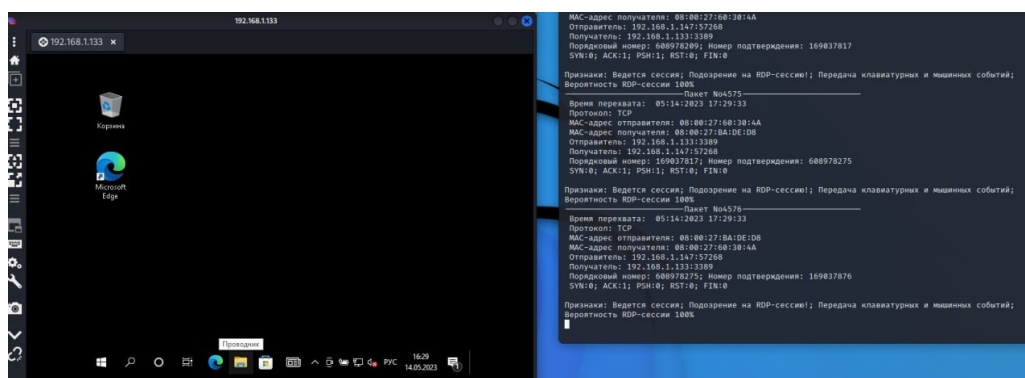 192.168.1.133
192.168.1.133 ×
Корзина
Microsoft
Edge
Проводник
РУС
16:29
14.05.2023
1
MAC-адрес получателя: 08:00:27:60:30:4A
Отправитель: 192.168.1.147:57268
Получатель: 192.168.1.133:3389
Порядковый номер: 608978209; Номер подтверждения: 169037817
SYN:0; ACK:1; PSH:1; RST:0; FIN:0
Признаки: Ведется сессия; Подозрение на RDP-сессию!; Передача клавиатурных и мышинных событий;
Вероятность RDP-сессии 100%
Пакет No4575
Время перехвата: 05:14:2023 17:29:33
Протокол: TCP
MAC-адрес отправителя: 08:00:27:60:30:4A
MAC-адрес получателя: 08:00:27:BA:DE:D8
Отправитель: 192.168.1.133:3389
Получатель: 192.168.1.147:57268
Порядковый номер: 169037817; Номер подтверждения: 608978275
SYN:0; ACK:1; PSH:1; RST:0; FIN:0
Признаки: Ведется сессия; Подозрение на RDP-сессию!; Передача клавиатурных и мышинных событий;
Вероятность RDP-сессии 100%
Пакет No4576
Время перехвата: 05:14:2023 17:29:33
Протокол: TCP
MAC-адрес отправителя: 08:00:27:BA:DE:D8
MAC-адрес получателя: 08:00:27:60:30:4A
Отправитель: 192.168.1.147:57268
Получатель: 192.168.1.133:3389
Порядковый номер: 608978275; Номер подтверждения: 169037876
SYN:0; ACK:1; PSH:0; RST:0; FIN:0
Признаки: Ведется сессия; Подозрение на RDP-сессию!; Передача клавиатурных и мышинных событий;
Вероятность RDP-сессии 100%